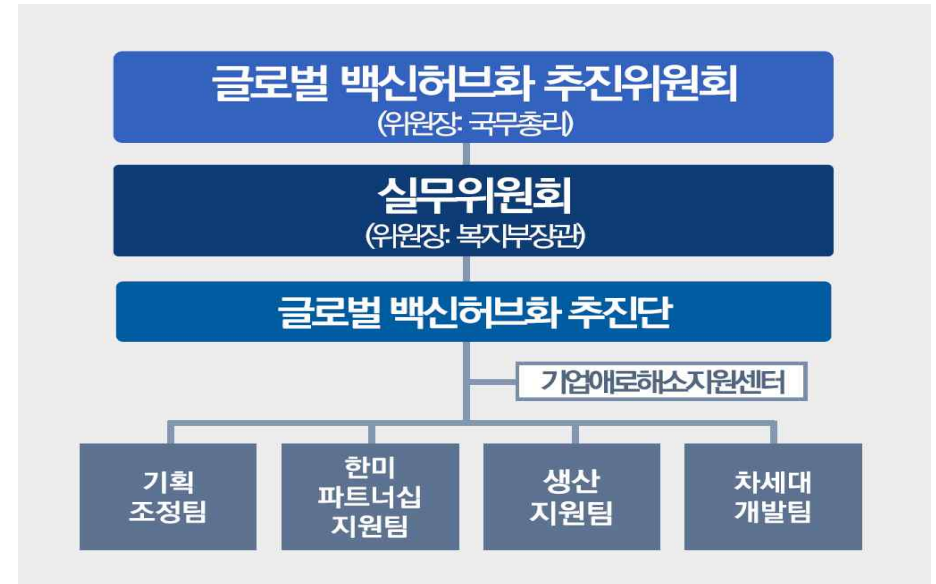 글로벌 백신허브화 추진위원회
(위원장: 국무총리)
실무위원회
(위원장: 복지부장관)
글로벌 백신허브화 추진단
기업애로해소지원센터
기획
조정팀
한미
파트너십
지원팀
생산
지원팀
차세대
개발팀